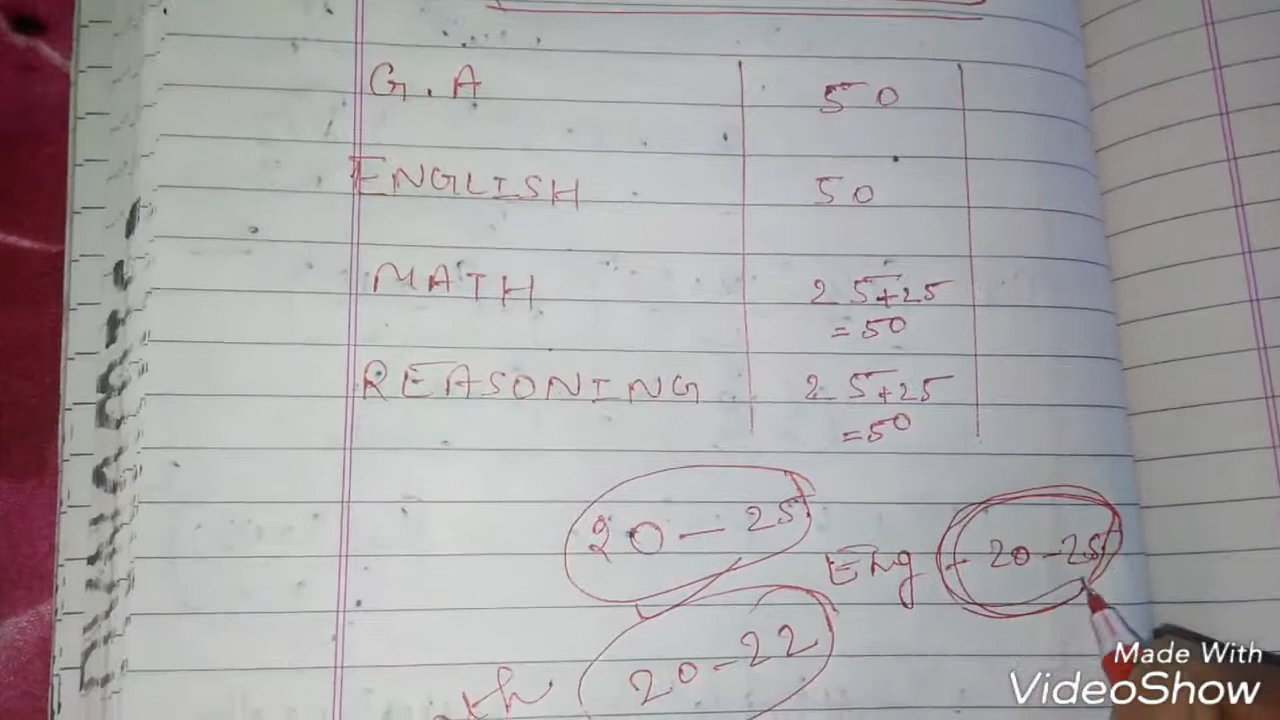 G.A 50
ENGLISH 50
MATH 25+25
=50
REASONING 25+25
=50
20-25
Eng - 20-25
th 20-22
Made With
VideoShow